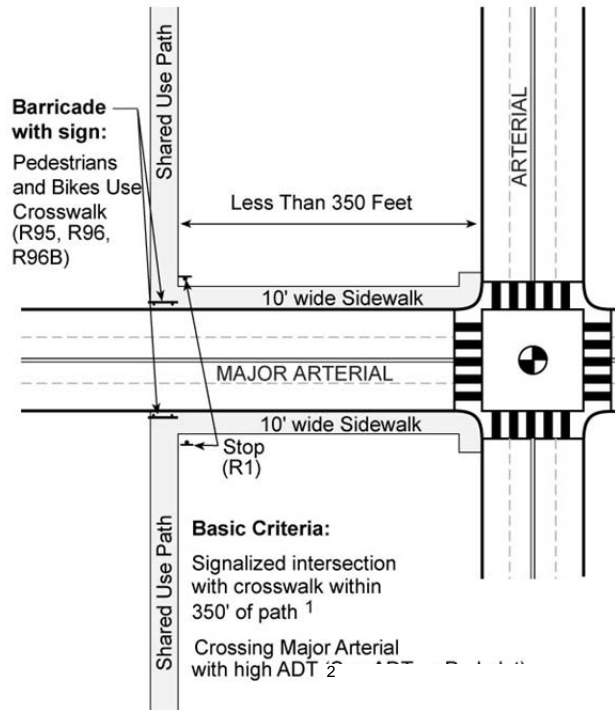 Shared Use Path
Barricade
with sign:
Pedestrians
and Bikes Use
Crosswalk
(R95, R96,
R96B)
ARTERIAL
Less Than 350 Feet
10' wide Sidewalk
MAJOR ARTERIAL
10' wide Sidewalk
Stop
(R1)
Shared Use Path
Basic Criteria:
Signalized intersection
with crosswalk within
350' of path 1
Crossing Major Arterial
with high ADT 2